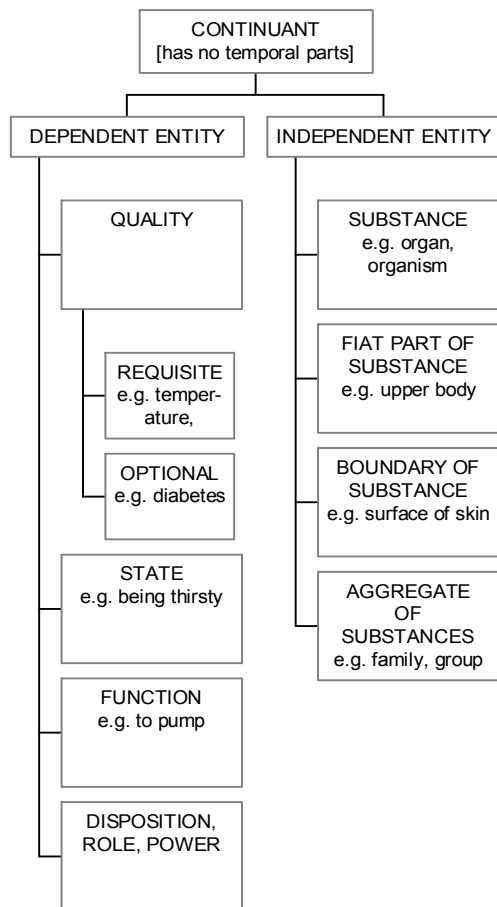 CONTINUANT
[has no temporal parts]
DEPENDENT ENTITY
INDEPENDENT ENTITY
QUALITY
REQUISITE
e.g. temper-
ature,
OPTIONAL
e.g. diabetes
STATE
e.g. being thirsty
FUNCTION
e.g. to pump
DISPOSITION,
ROLE, POWER
SUBSTANCE
e.g. organ,
organism
FIAT PART OF
SUBSTANCE
e.g. upper body
BOUNDARY OF
SUBSTANCE
e.g. surface of skin
AGGREGATE
OF
SUBSTANCES
e.g. family, group